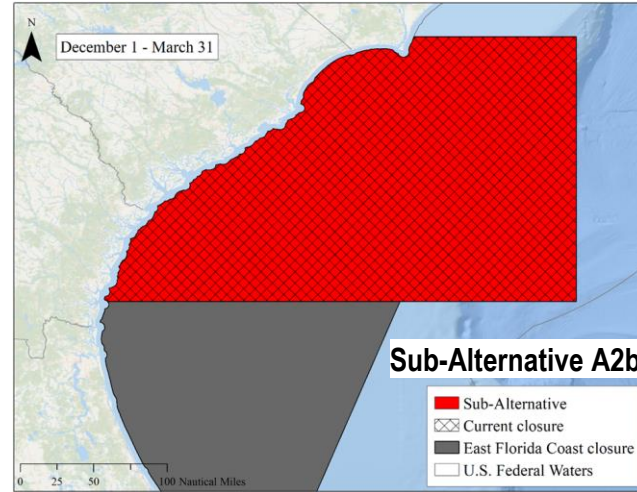 N
December 1 - March 31
Sub-Alternative A2b
Sub-Alternative
Current closure
East Florida Coast closure
U.S. Federal Waters
0 25 50 100 Nautical Miles